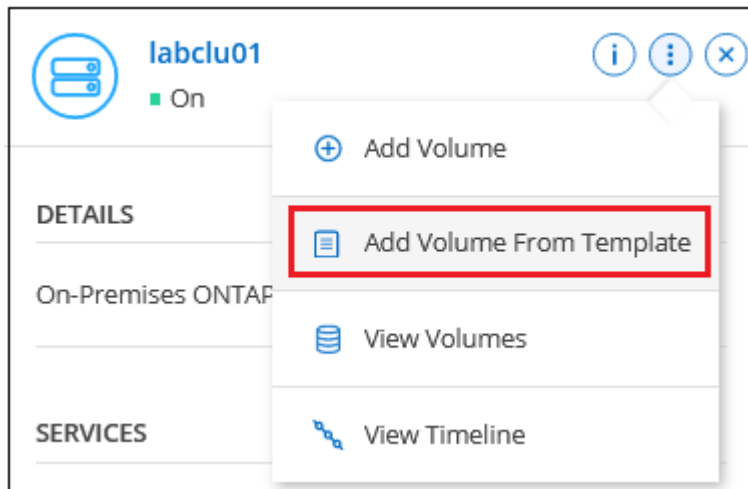 labclu01
On
Add Volume
DETAILS
Add Volume From Template
On-Premises ONTAP
View Volumes
SERVICES
View Timeline